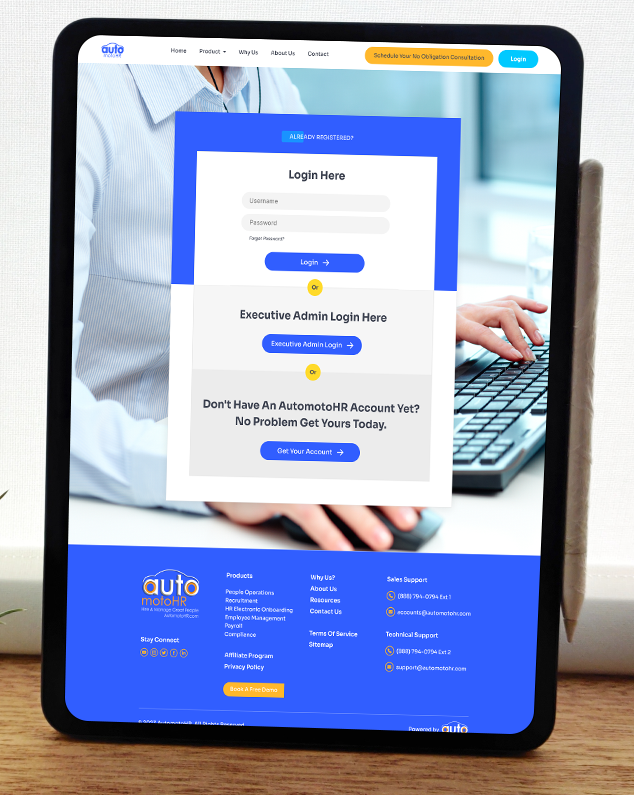 auto
motoHR
Home Product Why Us About Us Contact
Schedule Your No Obligation Consultation
Login
ALREADY REGISTERED?
Login Here
Username
Password
Forgot Password?
Login
Or
Executive Admin Login Here
Executive Admin Login
Or
Don't Have An AutomotoHR Account Yet?
No Problem Get Yours Today.
Get Your Account
auto
motoHR
Hire & Manage Great People
AutomotoHR.com
Stay Connect
Products
People Operations
Recruitment
HR Electronic Onboarding
Employee Management
Payroll
Compliance
Affiliate Program
Privacy Policy
Book A Free Demo
Why Us?
About Us
Resources
Contact Us
Terms Of Service
Sitemap
Sales Support
(888) 794-0794 Ext 1
accounts@automotohr.com
Technical Support
(888) 794-0794 Ext 2
support@automotohr.com
AutomotoHR. All Rights Reserved
Powered by auto